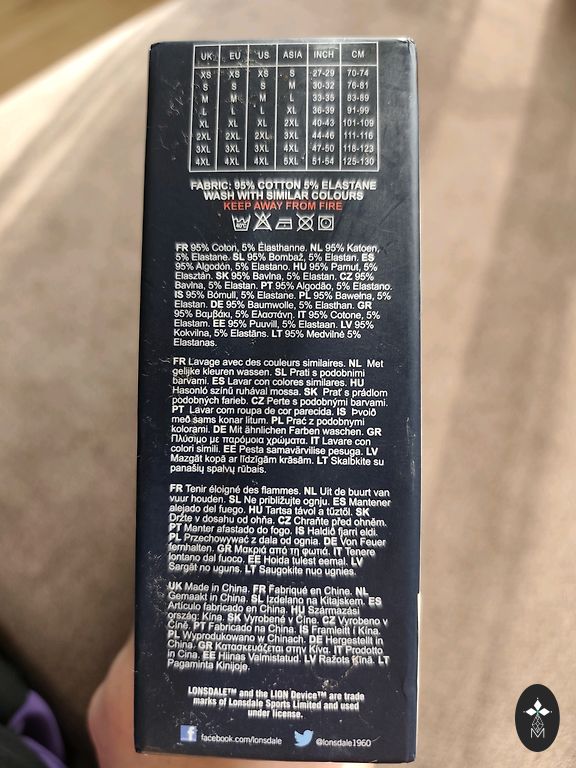 UK EU US ASIA INCH CM
XS XS XS S 27-29 70-74
S S S M 30-32 76-81
M M M L 33-35 83-89
L L L XL 36-39 91-99
XL XL XL 2XL 40-43 101-109
2XL 2XL 2XL 3XL 44-46 111-116
3XL 3XL 3XL 4XL 47-50 118-123
4XL 4XL 4XL 5XL 51-54 125-130
FABRIC: 95% COTTON 5% ELASTANE
WASH WITH SIMILAR COLOURS
KEEP AWAY FROM FIRE
FR 95% Coton, 5% Élasthanne. NL 95% Katoen,
5% Elastane. SL 95% Bombaž, 5% Elastan. ES
95% Algodón, 5% Elastano. HU 95% Pamut, 5%
Elasztán. SK 95% Bavlna, 5% Elastan. CZ 95%
Bavlna, 5% Elastan. PT 95% Algodão, 5% Elastano.
IS 95% Bómull, 5% Elastane. PL 95% Bawełna, 5%
Elastan. DE 95% Baumwolle, 5% Elasthan. GR
95% Βαμβάκι, 5% Ελαστάνη. IT 95% Cotone, 5%
Elastam. EE 95% Puuvill, 5% Elastaan. LV 95%
Kokvilna, 5% Elastāns. LT 95% Medvilnė 5%
Elastanas.
FR Lavage avec des couleurs similaires. NL Met
gelijke kleuren wassen. SL Prati s podobnimi
barvami. ES Lavar con colores similares. HU
Hasonló színű ruhával mossa. SK Prať s prádlom
podobných farieb. CZ Perte s podobnými barvami.
PT Lavar com roupa de cor parecida. IS Þvoið
með sams konar litum. PL Prać z podobnymi
kolorami. DE Mit ähnlichen Farben waschen. GR
Πλύσιμο με παρόμοια χρώματα. IT Lavare con
colori simili. EE Pesta samavärvilise pesuga. LV
Mazgāt kopā ar līdzīgām krāsām. LT Skalbkite su
panašių spalvų rūbais.
FR Tenir éloigné des flammes. NL Uit de buurt van
vuur houden. SL Ne približujte ognju. ES Mantener
alejado del fuego. HU Tartsa távol a tűztől. SK
Držte v dosahu od ohňa. CZ Chraňte před ohněm.
PT Manter afastado do fogo. IS Haldið fjarri eldi.
PL Przechowywać z dala od ognia. DE Von Feuer
fernhalten. GR Μακριά από τη φωτιά. IT Tenere
lontano dal fuoco. EE Hoida tulest eemal. LV
Sargāt no uguns. LT Saugokite nuo ugnies.
UK Made in China. FR Fabriqué en Chine. NL
Gemaakt in China. SL Izdelano na Kitajskem. ES
Artículo fabricado en China. HU Származási
ország: Kína. SK Vyrobené v Číne. CZ Vyrobeno v
Číně. PT Fabricado na China. IS Framleitt í Kína.
PL Wyprodukowano w Chinach. DE Hergestellt in
China. GR Κατασκευάζεται στην Κίνα. IT Prodotto
in Cina. EE Hiinas Valmistatud. LV Ražots Ķīnā. LT
Pagaminta Kinijoje.
LONSDALE™ and the LION Device™ are trade
marks of Lonsdale Sports Limited and used
under license.
facebook.com/lonsdale @lonsdale1960